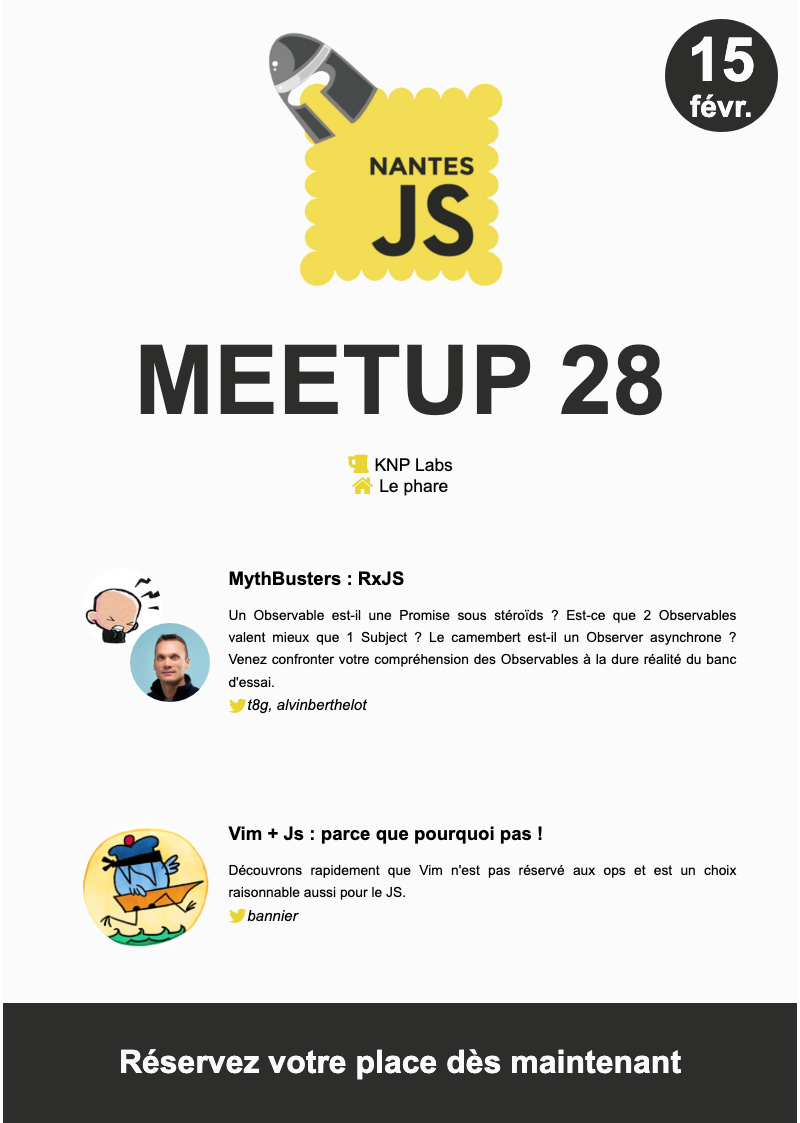 15
févr.
NANTES
JS
MEETUP 28
KNP Labs
Le phare
MythBusters : RxJS
Un Observable est-il une Promise sous stéroïds ? Est-ce que 2 Observables
valent mieux que 1 Subject ? Le camembert est-il un Observer asynchrone ?
Venez confronter votre compréhension des Observables à la dure réalité du banc
d'essai.
t8g, alvinberthelot
Vim + Js : parce que pourquoi pas !
Découvrons rapidement que Vim n'est pas réservé aux ops et est un choix
raisonnable aussi pour le JS.
bannier
Réservez votre place dès maintenant